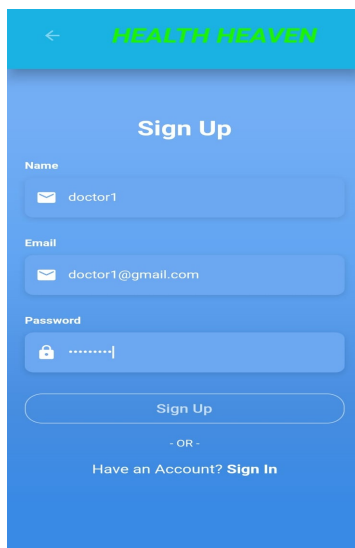 HEALTH HEAVEN
Sign Up
Name
doctor1
Email
doctor1@gmail.com
Password
•••••••••
Sign Up
- OR -
Have an Account? Sign In